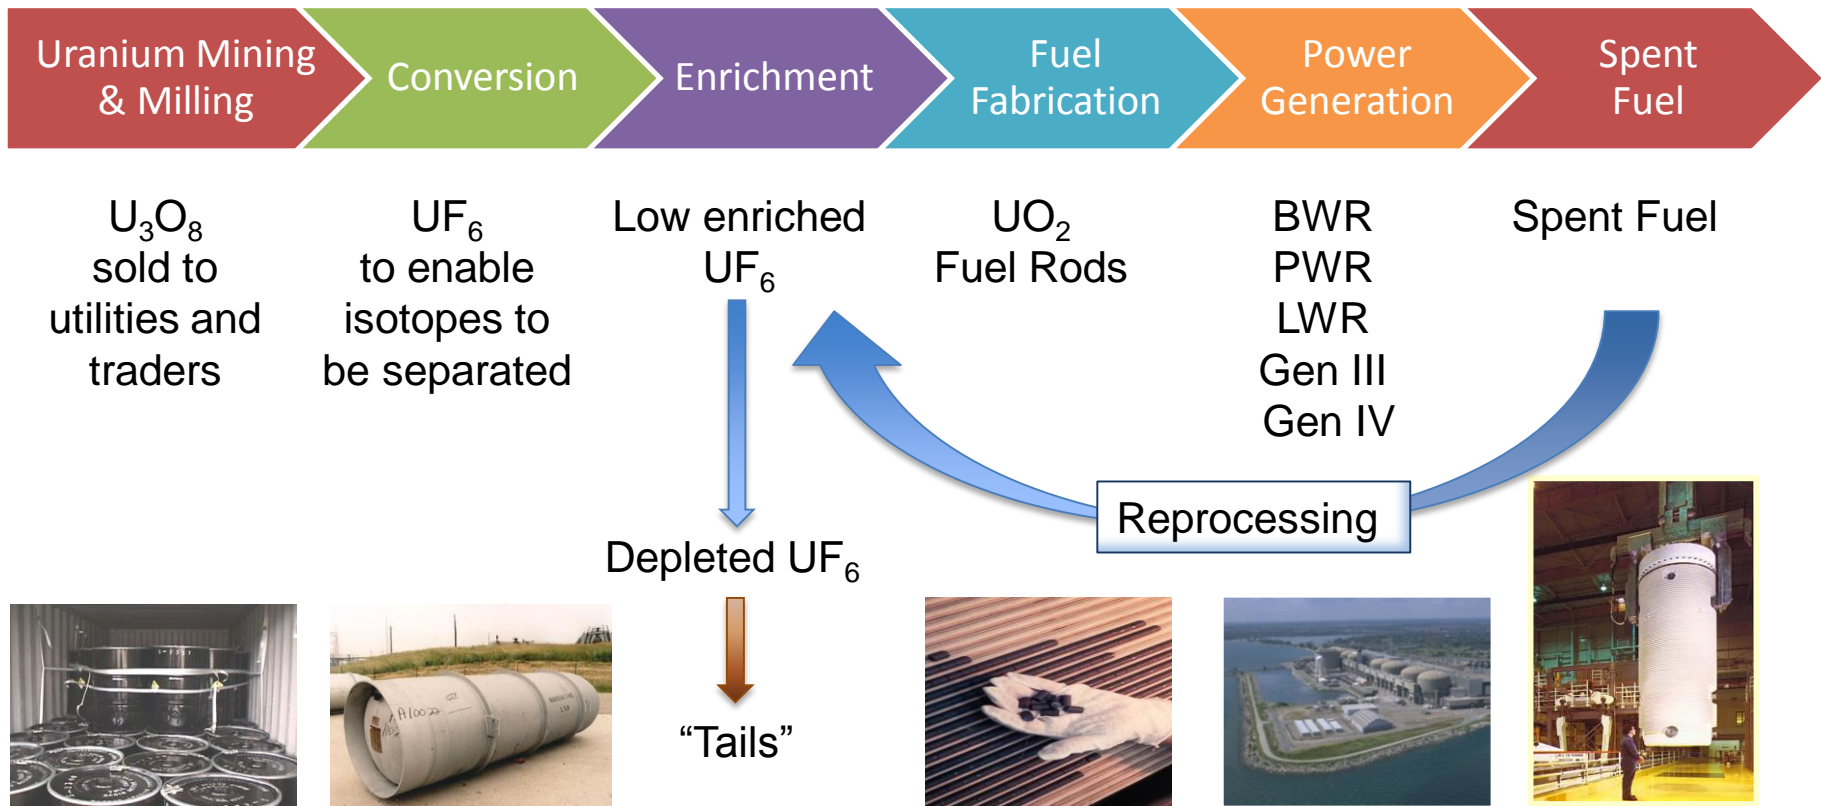 Uranium Mining
& Milling
Conversion
Enrichment
Fuel
Fabrication
Power
Generation
Spent
Fuel
U₃O₈
sold to
utilities and
traders
UF₆
to enable
isotopes to
be separated
Low enriched
UF₆
UO₂
Fuel Rods
BWR
PWR
LWR
Gen III
Gen IV
Spent Fuel
Reprocessing
Depleted UF₆
“Tails”